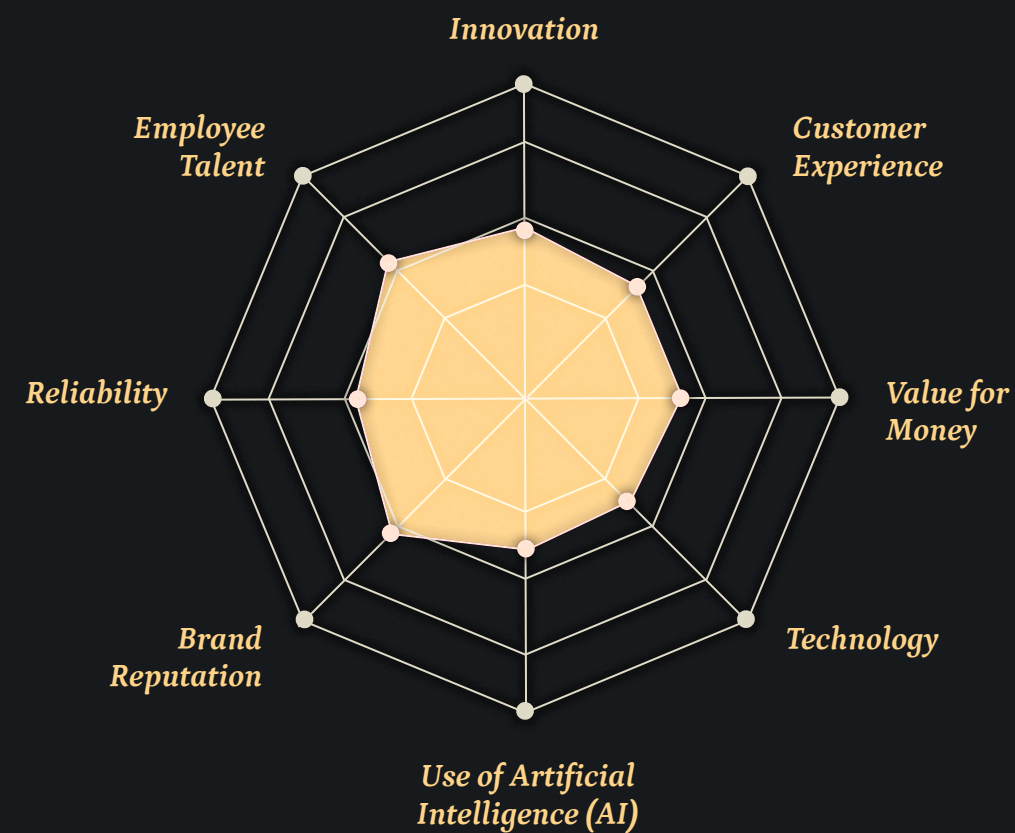 Innovation
Customer
Experience
Value for
Money
Technology
Use of Artificial
Intelligence (AI)
Brand
Reputation
Reliability
Employee
Talent